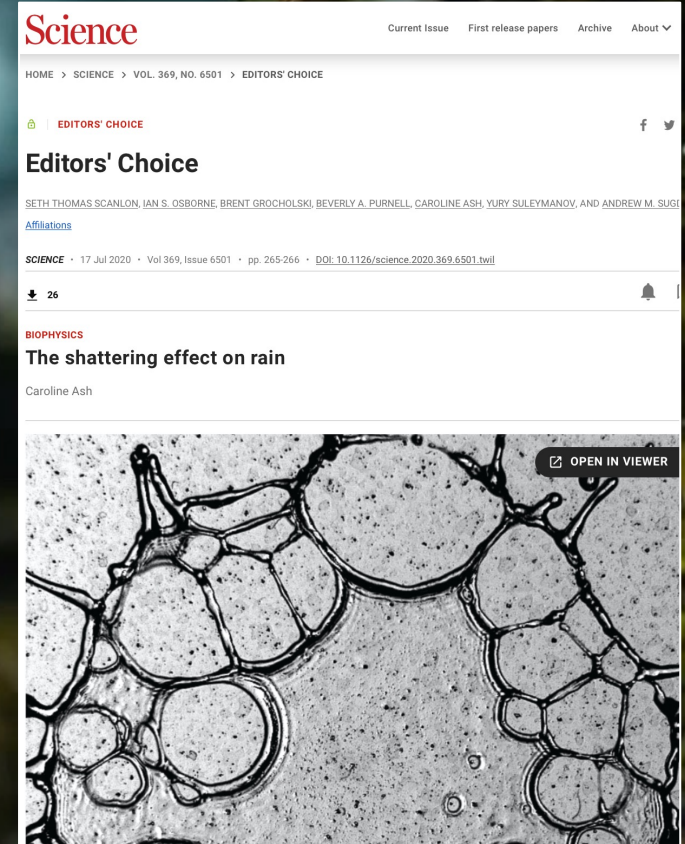 Science
Current Issue First release papers Archive About
HOME > SCIENCE > VOL. 369, NO. 6501 > EDITORS' CHOICE
EDITORS' CHOICE
Editors' Choice
SETH THOMAS SCANLON, IAN S. OSBORNE, BRENT GROCHOLSKI, BEVERLY A. PURNELL, CAROLINE ASH, YURY SULEYMANOV, AND ANDREW M. SUGD
Affiliations
SCIENCE • 17 Jul 2020 • Vol 369, Issue 6501 • pp. 265-266 • DOI: 10.1126/science.2020.369.6501.twil
26
BIOPHYSICS
The shattering effect on rain
Caroline Ash
OPEN IN VIEWER